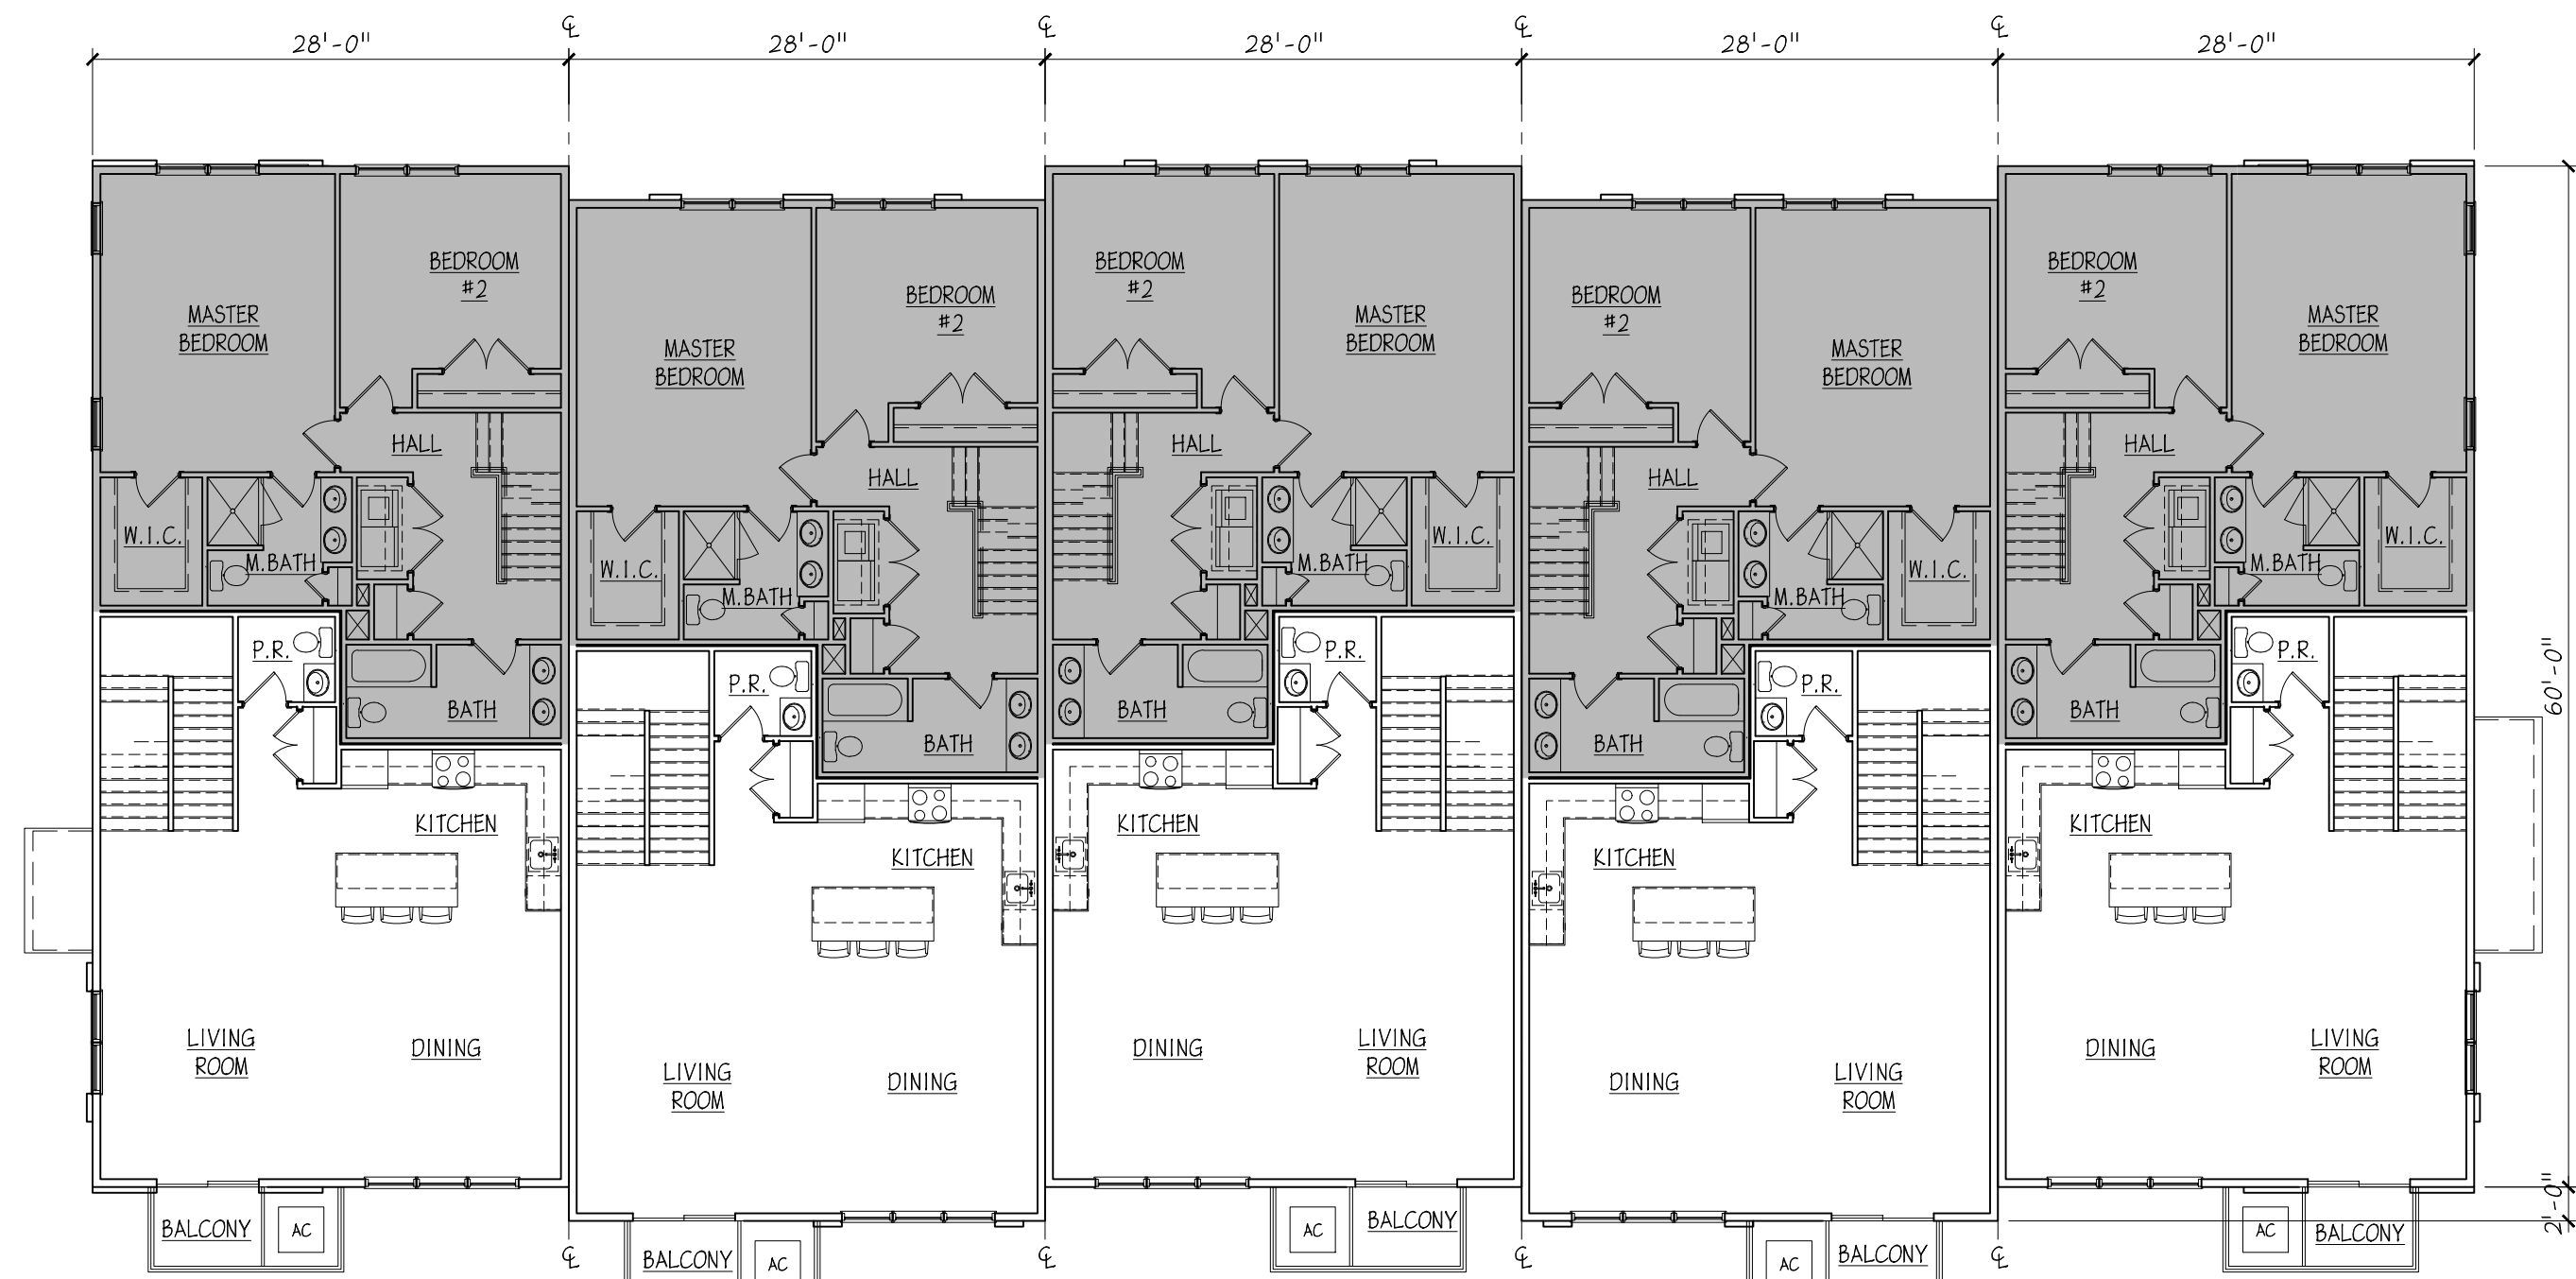 ℄ ℄ ℄ ℄
28'-0" 28'-0" 28'-0" 28'-0" 28'-0"
BEDROOM BEDROOM BEDROOM
#2 #2 #2
BEDROOM BEDROOM
#2 #2
MASTER MASTER MASTER
BEDROOM BEDROOM BEDROOM
MASTER MASTER
BEDROOM BEDROOM
HALL HALL HALL
HALL HALL
W.I.C. W.I.C. W.I.C.
M.BATH M.BATH M.BATH
W.I.C. W.I.C.
M.BATH M.BATH
P.R. P.R. P.R.
P.R. P.R.
60'-0"
BATH BATH BATH
BATH BATH
KITCHEN KITCHEN KITCHEN
KITCHEN KITCHEN
LIVING LIVING LIVING
ROOM ROOM ROOM
DINING DINING DINING
LIVING LIVING
ROOM ROOM
DINING DINING
2'-0"
BALCONY AC AC BALCONY AC BALCONY
℄ ℄ ℄ ℄
BALCONY AC AC BALCONY